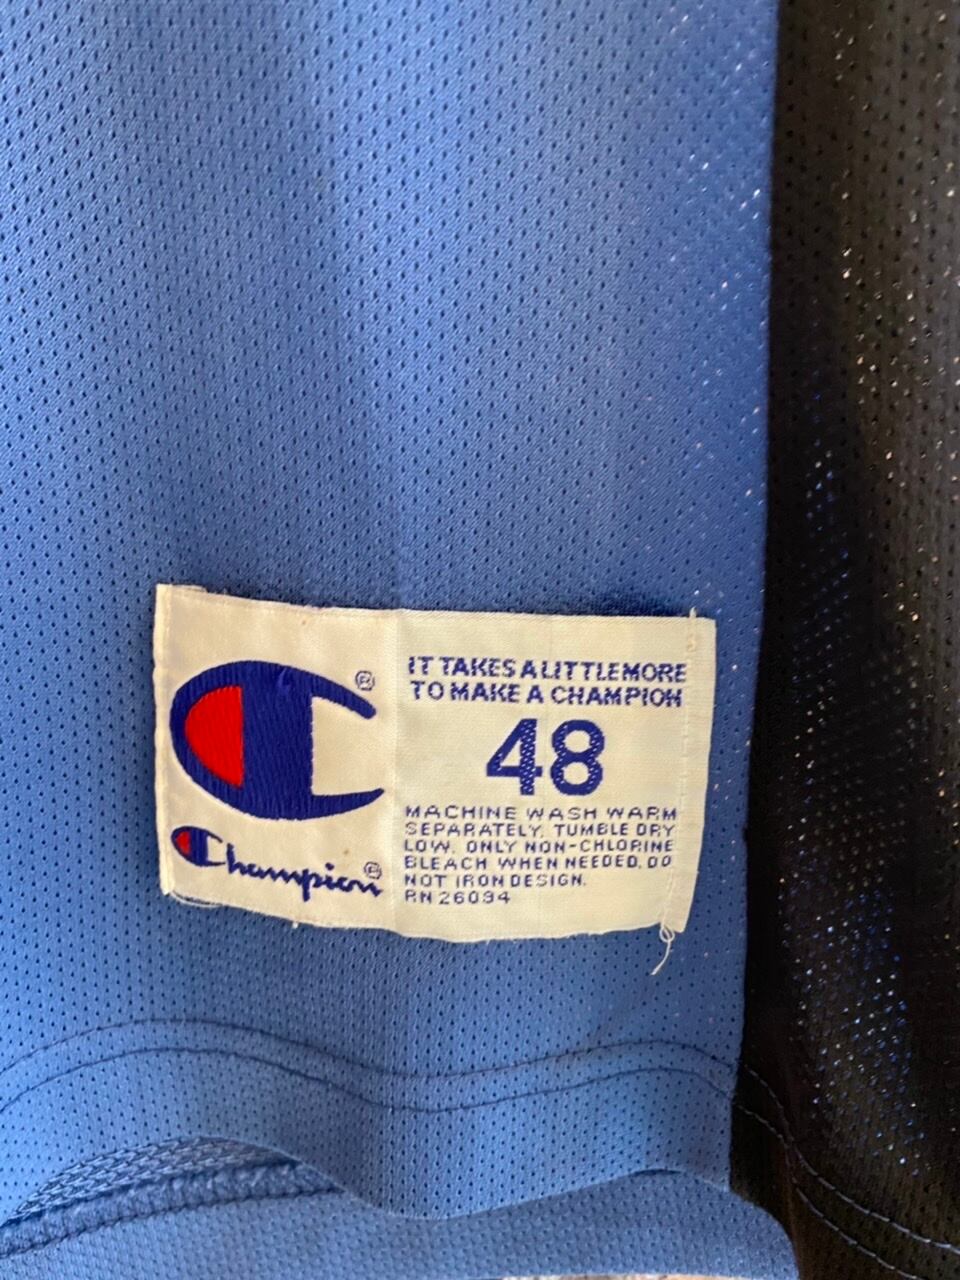 IT TAKES A LITTLE MORE
TO MAKE A CHAMPION
48
MACHINE WASH WARM
SEPARATELY. TUMBLE DRY
LOW. ONLY NON-CHLORINE
BLEACH WHEN NEEDED. DO
NOT IRON DESIGN.
RN 26094
®
Champion®